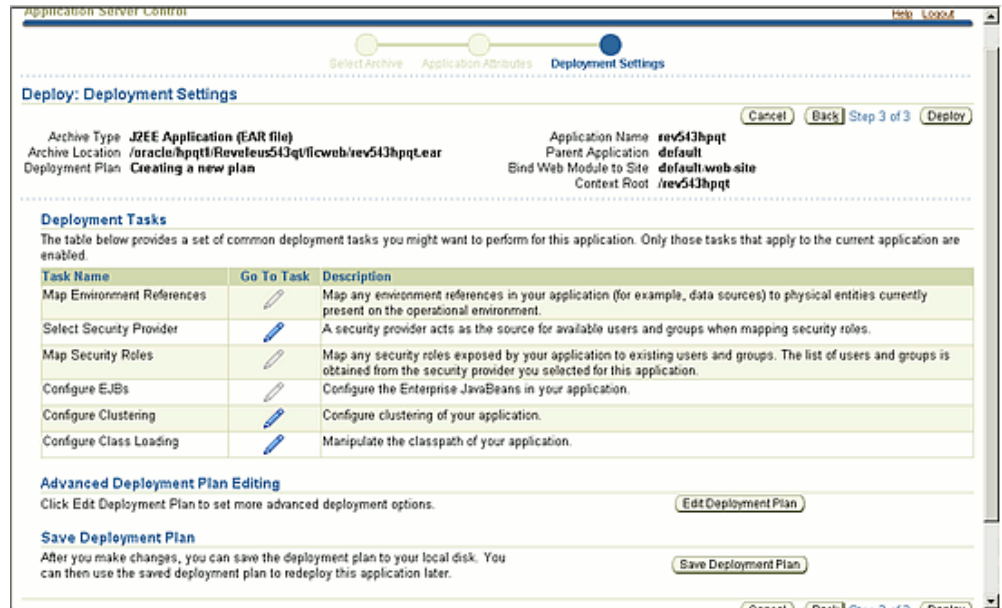 Application Server Control
Help Logout
Select Archive Application Attributes Deployment Settings
Deploy: Deployment Settings
Cancel Back Step 3 of 3 Deploy
Archive Type J2EE Application (EAR file)
Archive Location /oracle/hpqt1/Reveleus543qt/ficweb/rev543hpqt.ear
Deployment Plan Creating a new plan
Application Name rev543hpqt
Parent Application default
Bind Web Module to Site default-web-site
Context Root /rev543hpqt
Deployment Tasks
The table below provides a set of common deployment tasks you might want to perform for this application. Only those tasks that apply to the current application are
enabled.
Task Name Go To Task Description
Map Environment References Map any environment references in your application (for example, data sources) to physical entities currently
present on the operational environment.
Select Security Provider A security provider acts as the source for available users and groups when mapping security roles.
Map Security Roles Map any security roles exposed by your application to existing users and groups. The list of users and groups is
obtained from the security provider you selected for this application.
Configure EJBs Configure the Enterprise JavaBeans in your application.
Configure Clustering Configure clustering of your application.
Configure Class Loading Manipulate the classpath of your application.
Advanced Deployment Plan Editing
Click Edit Deployment Plan to set more advanced deployment options. Edit Deployment Plan
Save Deployment Plan
After you make changes, you can save the deployment plan to your local disk. You
can then use the saved deployment plan to redeploy this application later.
Save Deployment Plan
Cancel Back Step 3 of 3 Deploy